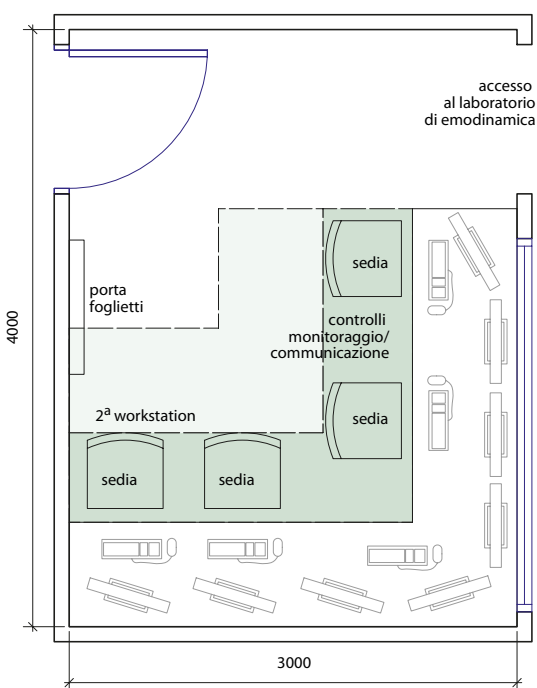 accesso
al laboratorio
di emodinamica
sedia
porta
foglietti
controlli
monitoraggio/
communicazione
4000
sedia
2ª workstation
sedia
sedia
3000